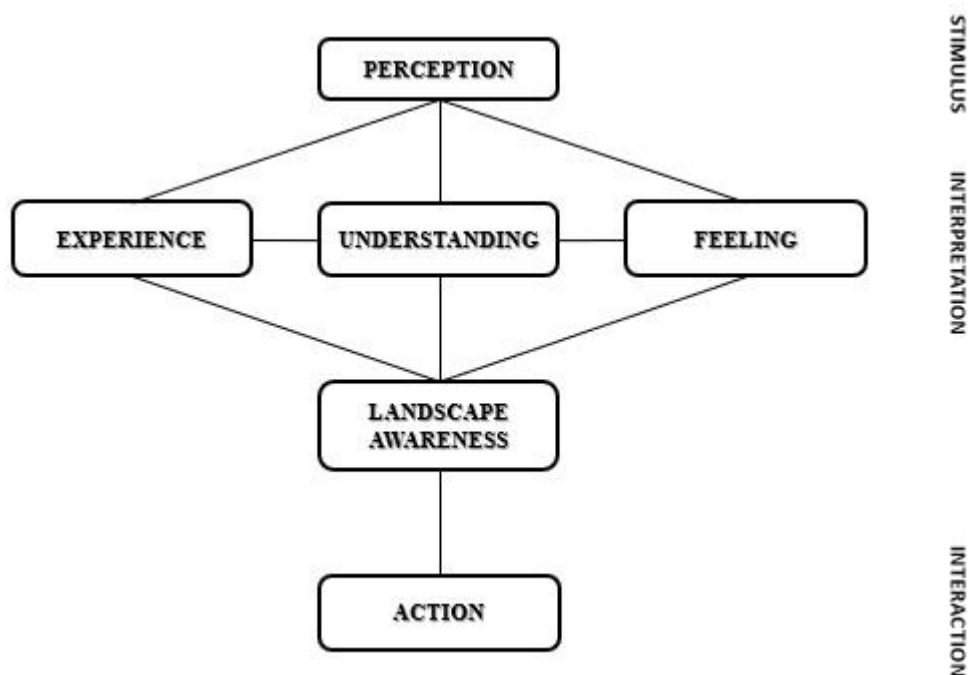 PERCEPTION
STIMULUS
EXPERIENCE
UNDERSTANDING
FEELING
INTERPRETATION
LANDSCAPE
AWARENESS
ACTION
INTERACTION